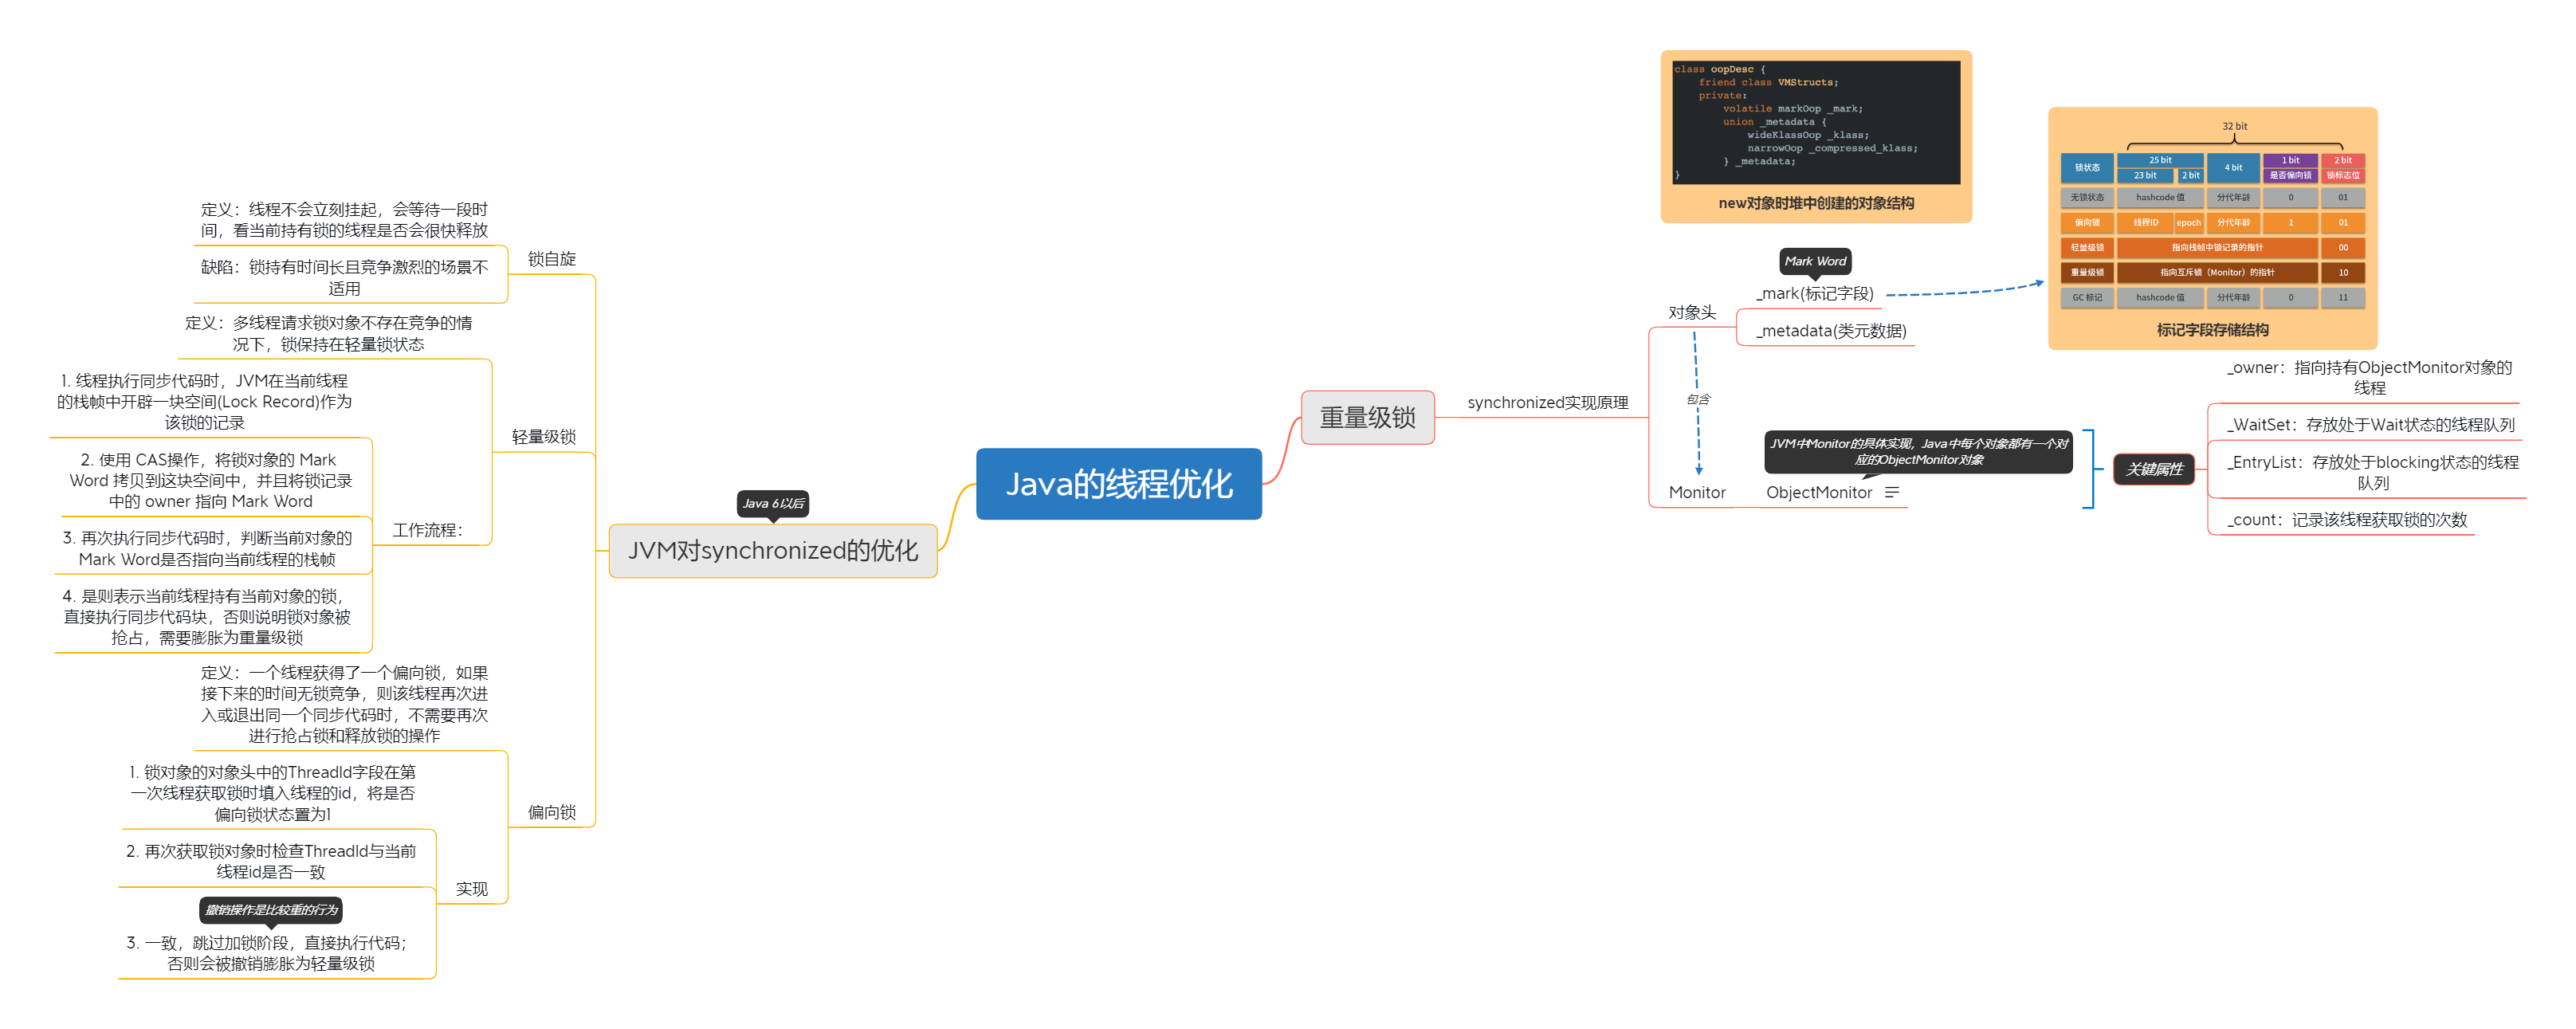 Java的线程优化
重量级锁
synchronized实现原理
对象头
class oopDesc {
friend class VMStructs;
private:
volatile markOop _mark;
union _metadata {
wideKlassOop _klass;
narrowOop _compressed_klass;
} _metadata;
}
new对象时堆中创建的对象结构
Mark Word
_mark(标记字段)
_metadata(类元数据)
32 bit
锁状态 25 bit 4 bit 1 bit 2 bit
23 bit 2 bit 是否偏向锁 锁标志位
无锁状态 hashcode 值 分代年龄 0 01
偏向锁 线程ID epoch 分代年龄 1 01
轻量级锁 指向栈帧中锁记录的指针 00
重量级锁 指向互斥锁（Monitor）的指针 10
GC 标记 hashcode 值 分代年龄 0 11
标记字段存储结构
包含
Monitor
JVM中Monitor的具体实现，Java中每个对象都有一个对
应的ObjectMonitor对象
ObjectMonitor
关键属性
_owner：指向持有ObjectMonitor对象的
线程
_WaitSet：存放处于Wait状态的线程队列
_EntryList：存放处于blocking状态的线程
队列
_count：记录该线程获取锁的次数
Java 6以后
JVM对synchronized的优化
锁自旋
定义：线程不会立刻挂起，会等待一段时
间，看当前持有锁的线程是否会很快释放
缺陷：锁持有时间长且竞争激烈的场景不
适用
轻量级锁
定义：多线程请求锁对象不存在竞争的情
况下，锁保持在轻量锁状态
工作流程：
1. 线程执行同步代码时，JVM在当前线程
的栈帧中开辟一块空间(Lock Record)作为
该锁的记录
2. 使用 CAS操作，将锁对象的 Mark
Word 拷贝到这块空间中，并且将锁记录
中的 owner 指向 Mark Word
3. 再次执行同步代码时，判断当前对象的
Mark Word是否指向当前线程的栈帧
4. 是则表示当前线程持有当前对象的锁，
直接执行同步代码块，否则说明锁对象被
抢占，需要膨胀为重量级锁
偏向锁
定义：一个线程获得了一个偏向锁，如果
接下来的时间无锁竞争，则该线程再次进
入或退出同一个同步代码时，不需要再次
进行抢占锁和释放锁的操作
实现
1. 锁对象的对象头中的ThreadId字段在第
一次线程获取锁时填入线程的id，将是否
偏向锁状态置为1
2. 再次获取锁对象时检查ThreadId与当前
线程id是否一致
撤销操作是比较重的行为
3. 一致，跳过加锁阶段，直接执行代码；
否则会被撤销膨胀为轻量级锁